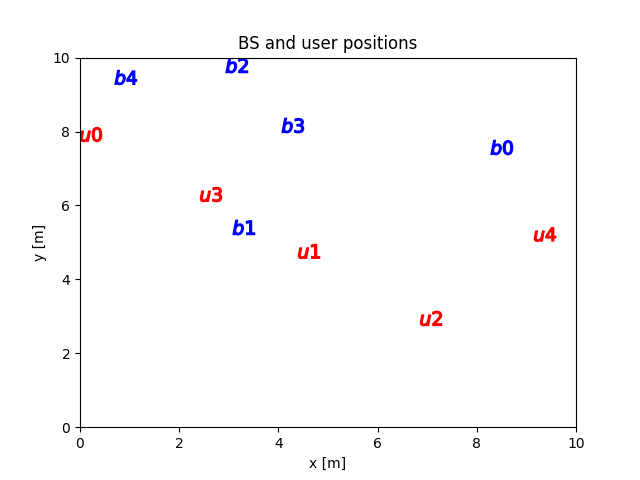 BS and user positions
10
b2
b4
b3
8
u0
b0
u3
6
b1
u4
u1
4
u2
2
0
0 2 4 6 8 10
x [m]
y [m]